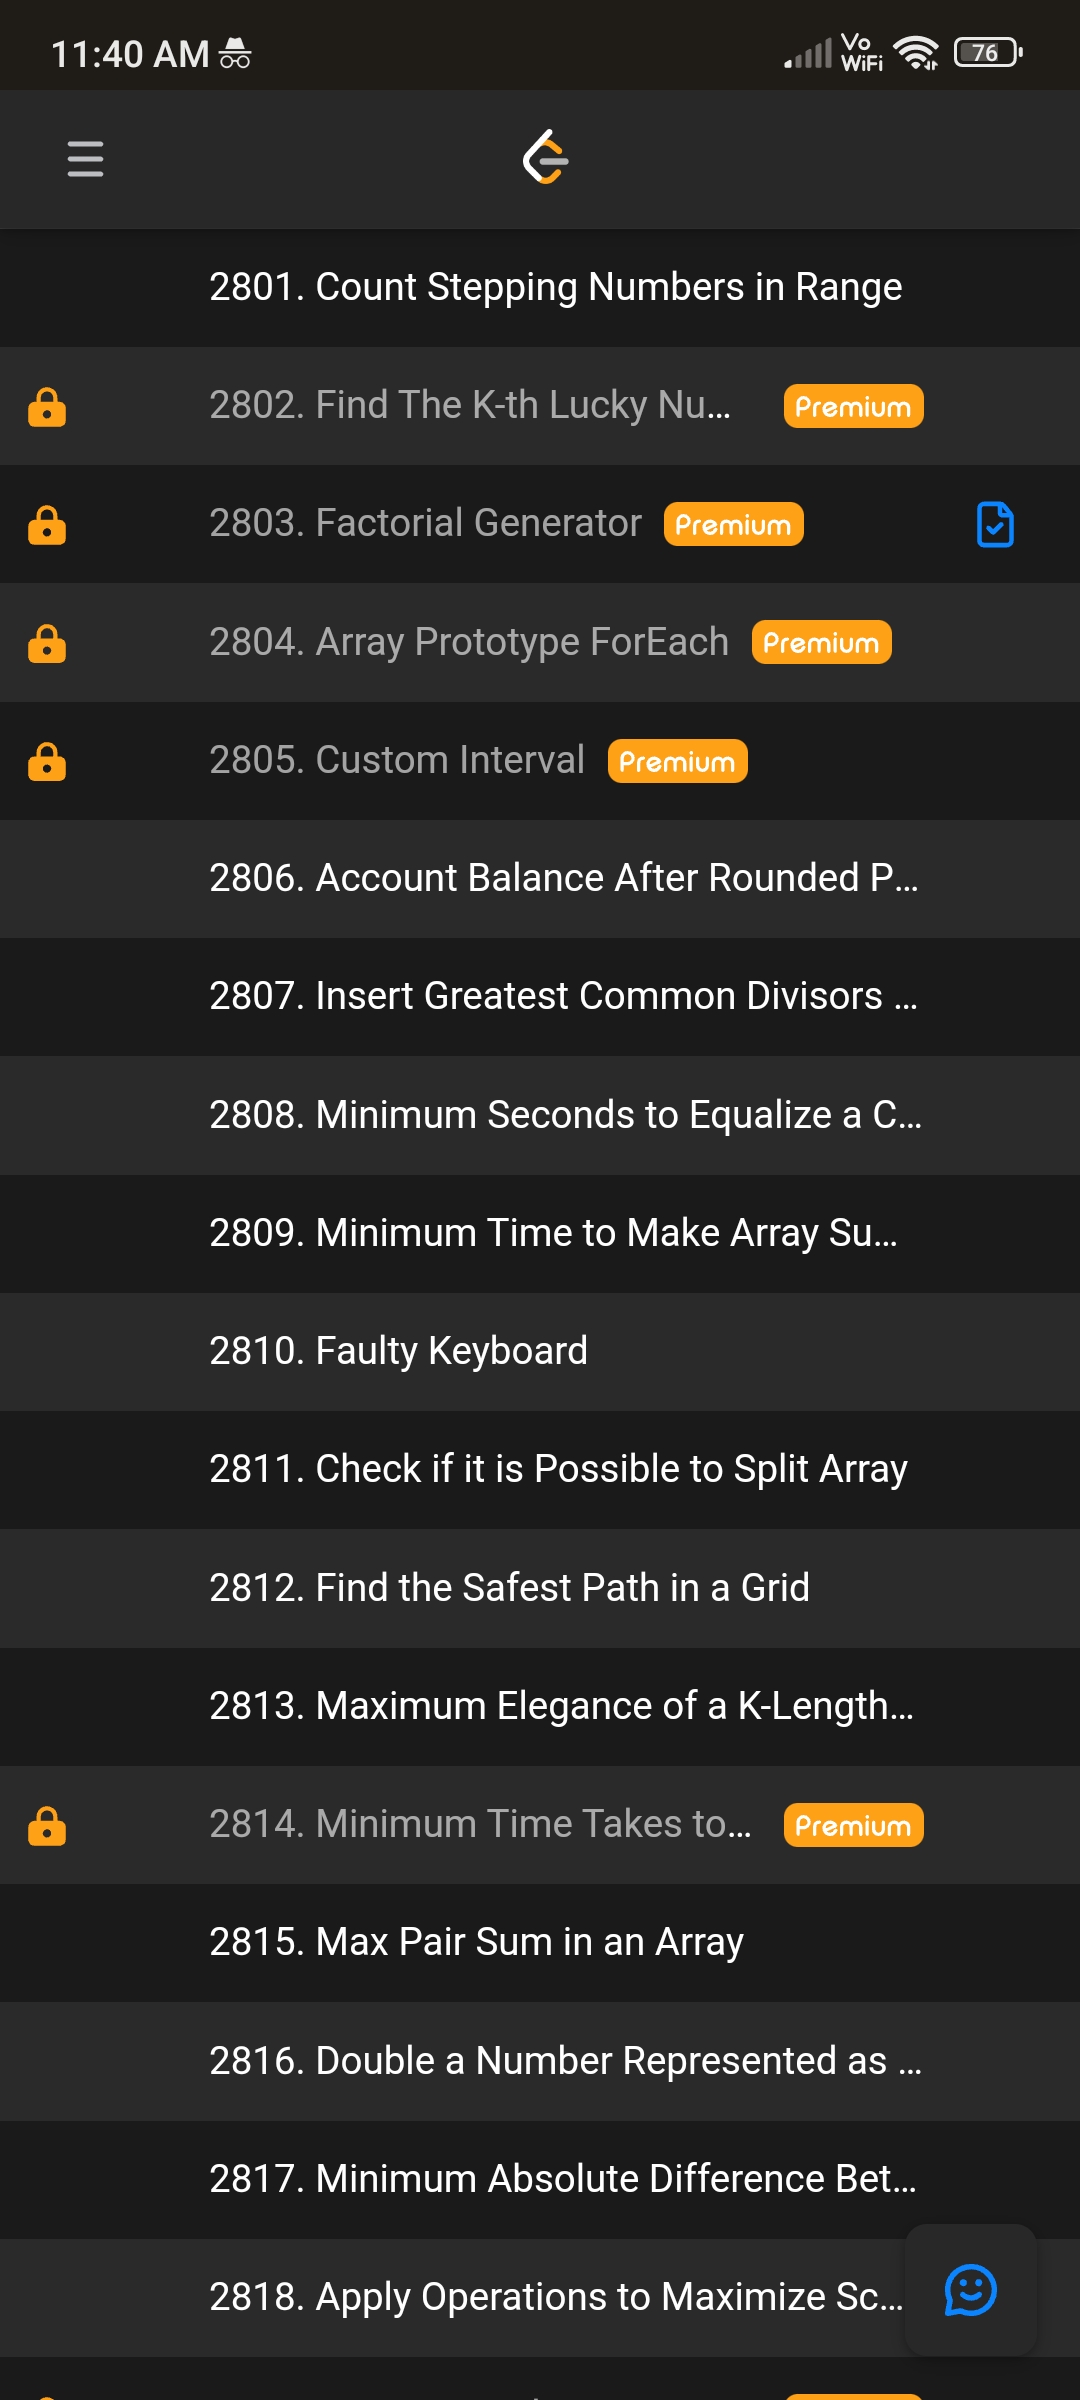 11:40 AM
Vo
WiFi
76
2801. Count Stepping Numbers in Range
2802. Find The K-th Lucky Nu... Premium
2803. Factorial Generator Premium
2804. Array Prototype ForEach Premium
2805. Custom Interval Premium
2806. Account Balance After Rounded P...
2807. Insert Greatest Common Divisors ...
2808. Minimum Seconds to Equalize a C...
2809. Minimum Time to Make Array Su...
2810. Faulty Keyboard
2811. Check if it is Possible to Split Array
2812. Find the Safest Path in a Grid
2813. Maximum Elegance of a K-Length...
2814. Minimum Time Takes to... Premium
2815. Max Pair Sum in an Array
2816. Double a Number Represented as ...
2817. Minimum Absolute Difference Bet...
2818. Apply Operations to Maximize Sc...